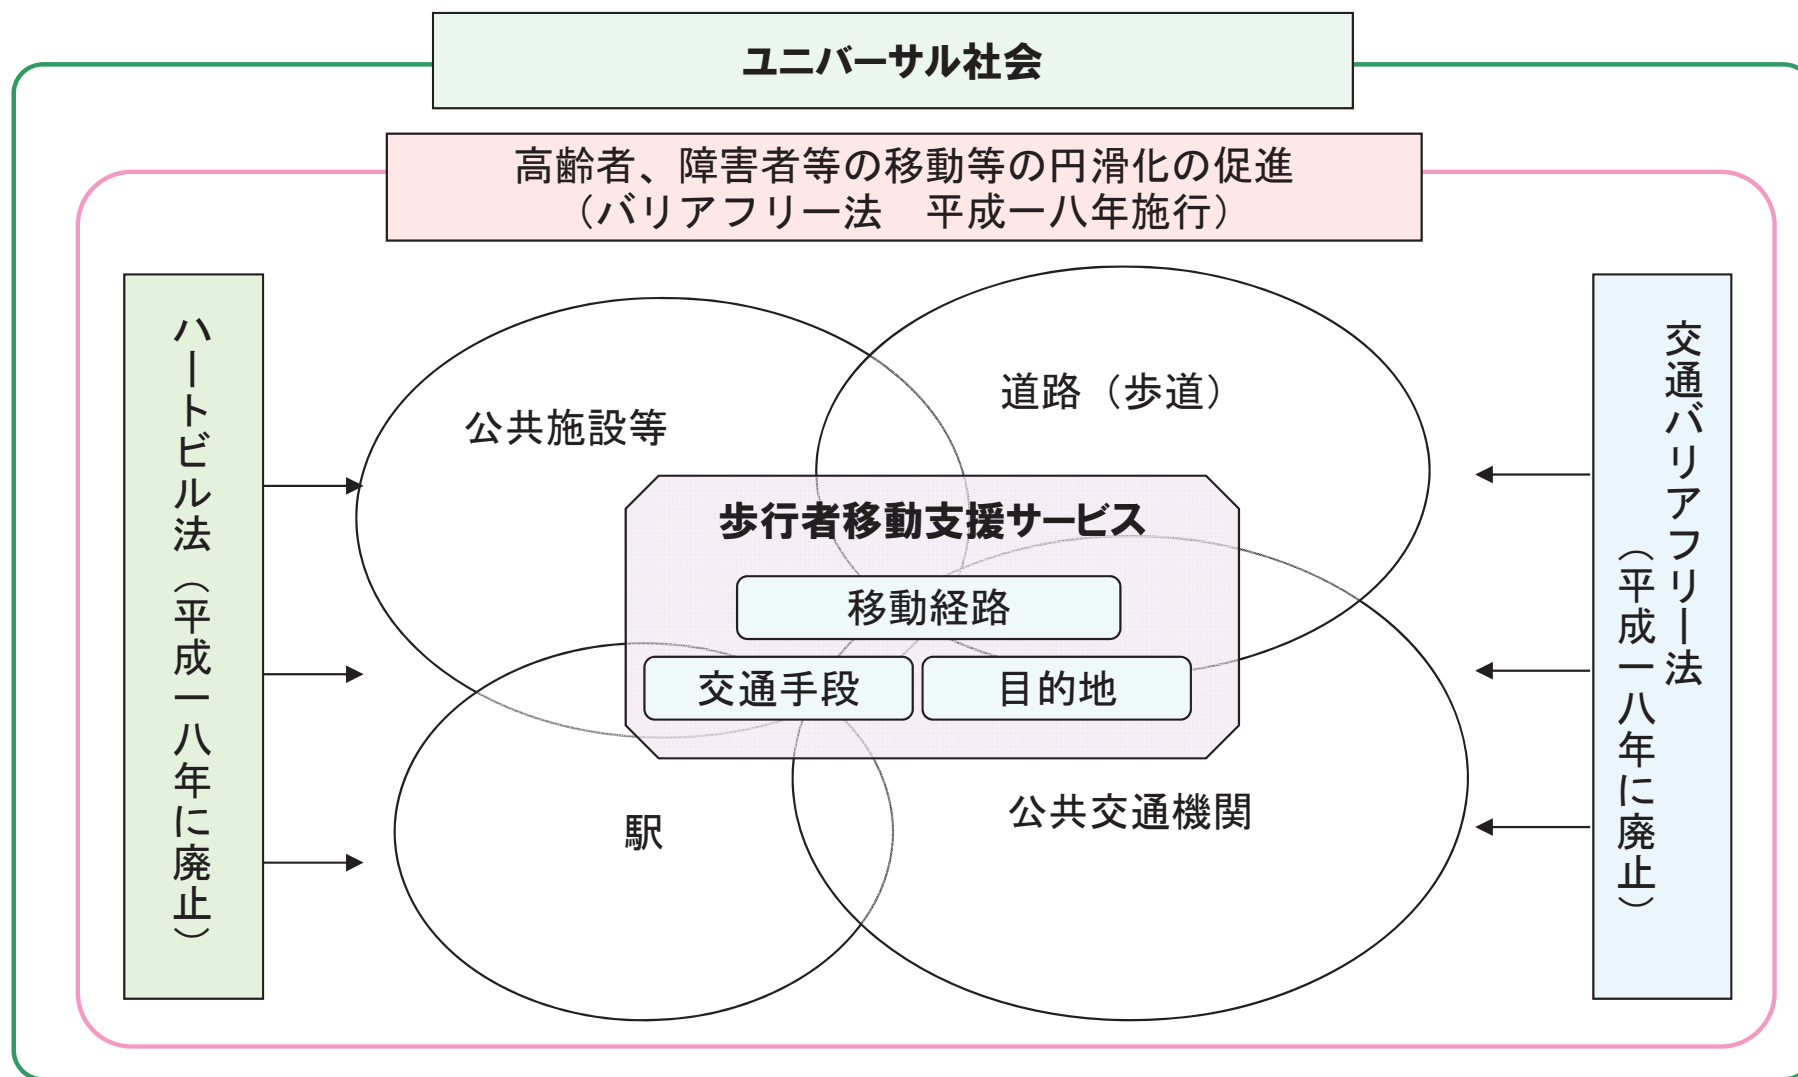 ユニバーサル社会
高齢者、障害者等の移動等の円滑化の促進
（バリアフリー法　平成一八年施行）
ハートビル法（平成一八年に廃止）
交通バリアフリー法
（平成一八年に廃止）
公共施設等
道路（歩道）
歩行者移動支援サービス
移動経路
交通手段
目的地
駅
公共交通機関